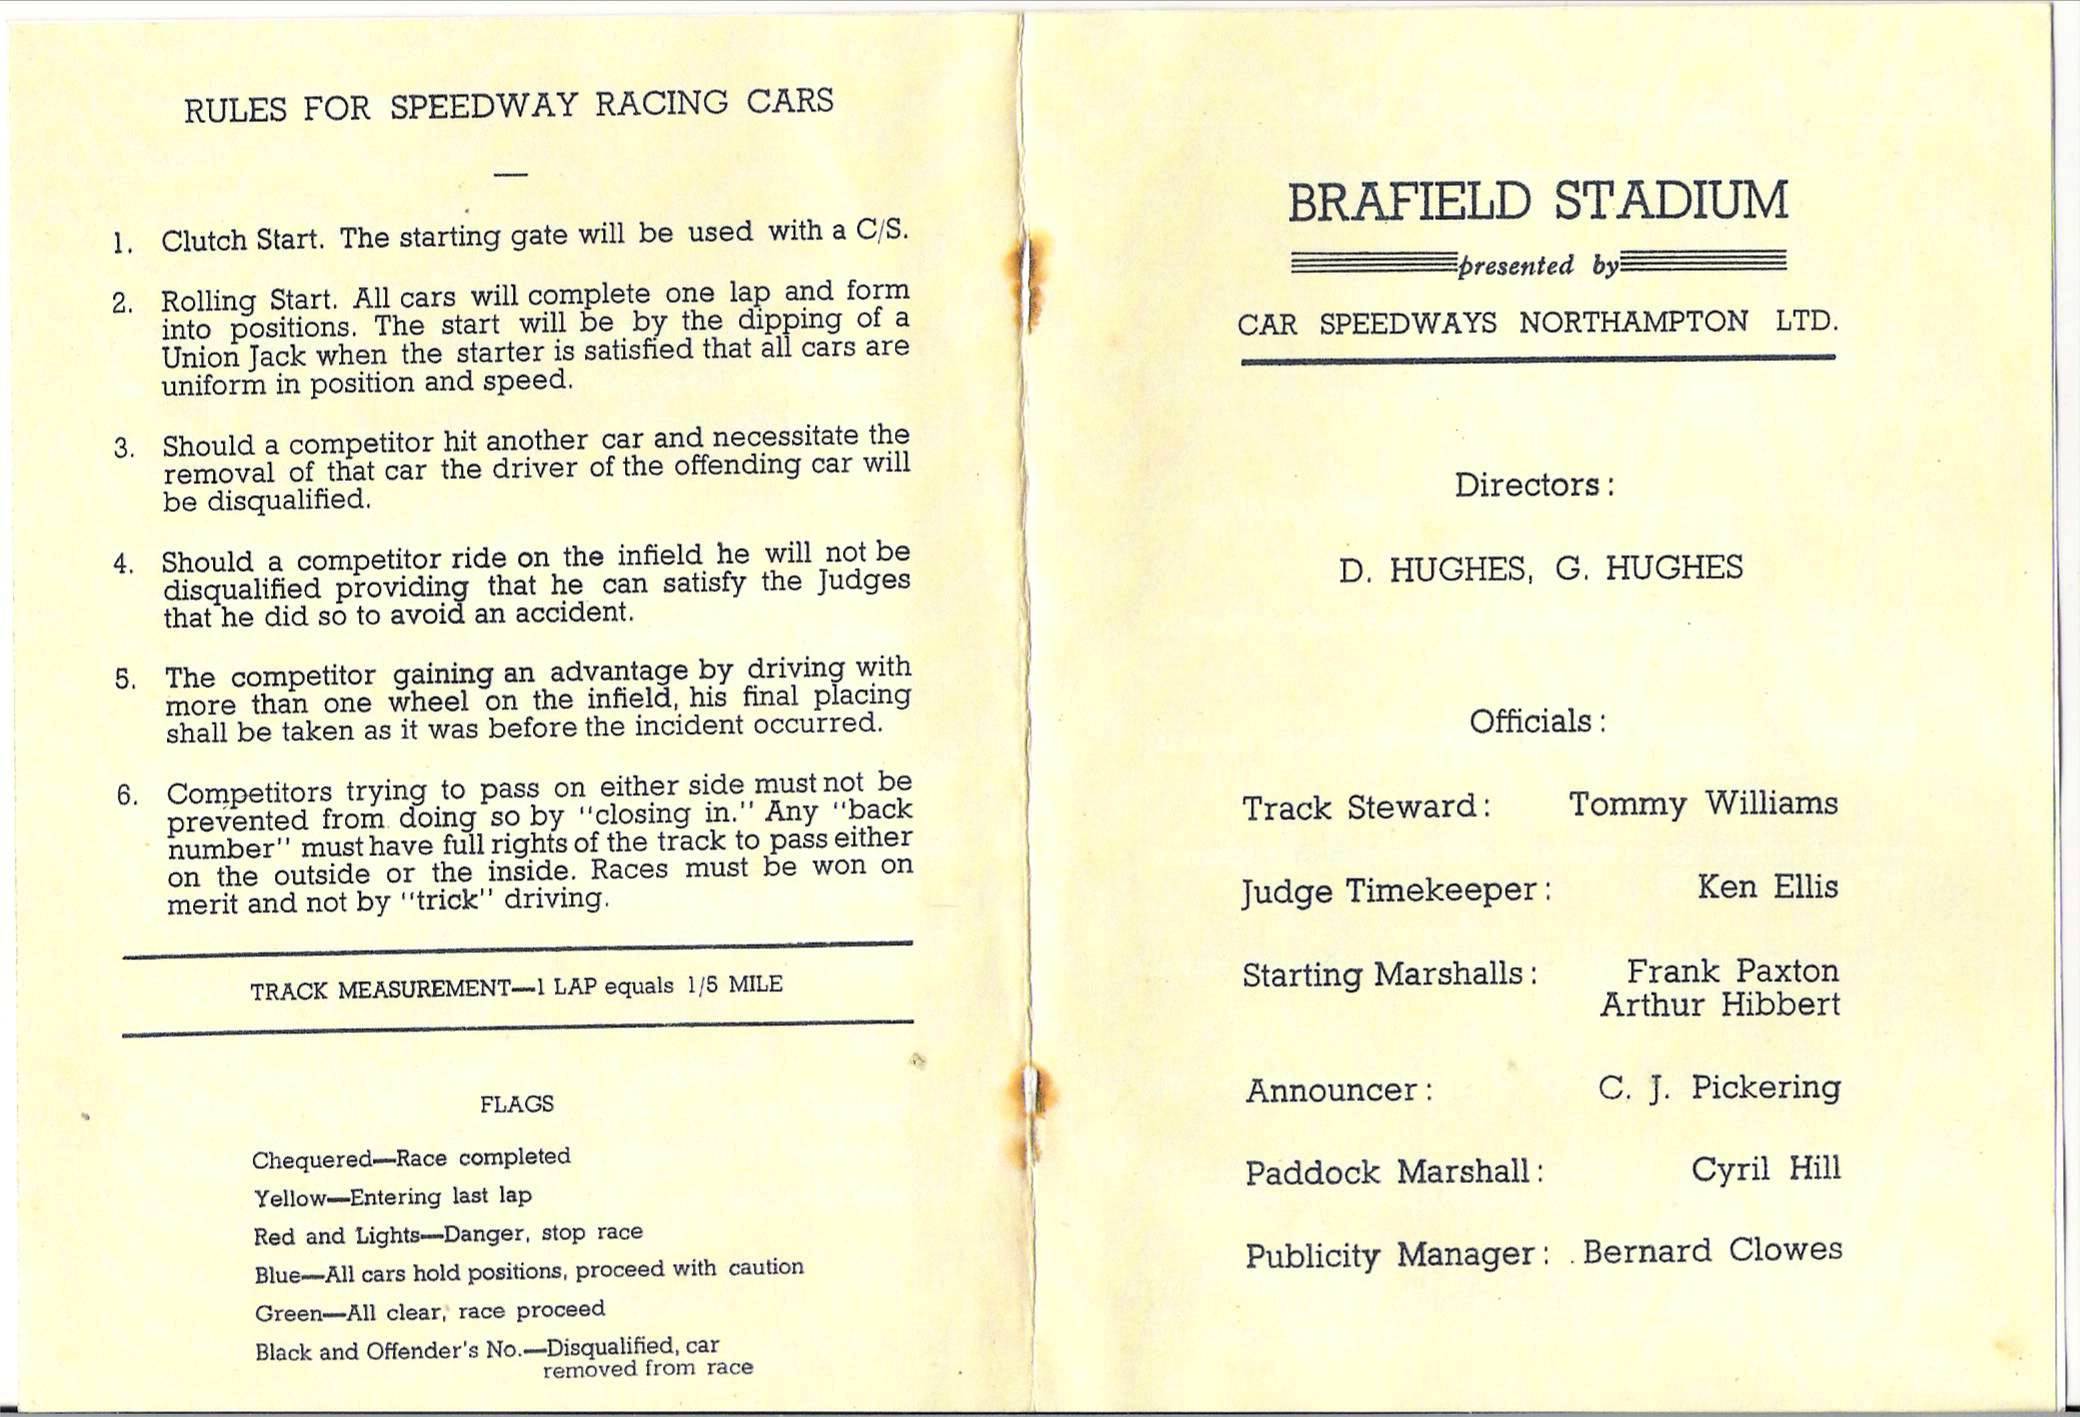 RULES FOR SPEEDWAY RACING CARS
1. Clutch Start. The starting gate will be used with a C/S.
2. Rolling Start. All cars will complete one lap and form
into positions. The start will be by the dipping of a
Union Jack when the starter is satisfied that all cars are
uniform in position and speed.
3. Should a competitor hit another car and necessitate the
removal of that car the driver of the offending car will
be disqualified.
4. Should a competitor ride on the infield he will not be
disqualified providing that he can satisfy the Judges
that he did so to avoid an accident.
5. The competitor gaining an advantage by driving with
more than one wheel on the infield, his final placing
shall be taken as it was before the incident occurred.
6. Competitors trying to pass on either side must not be
prevented from doing so by "closing in." Any "back
number" must have full rights of the track to pass either
on the outside or the inside. Races must be won on
merit and not by "trick" driving.
TRACK MEASUREMENT—1 LAP equals 1/5 MILE
FLAGS
Chequered—Race completed
Yellow—Entering last lap
Red and Lights—Danger, stop race
Blue—All cars hold positions, proceed with caution
Green—All clear, race proceed
Black and Offender's No.—Disqualified, car
removed from race
BRAFIELD STADIUM
presented by
CAR SPEEDWAYS NORTHAMPTON LTD.
Directors:
D. HUGHES, G. HUGHES
Officials:
Track Steward: Tommy Williams
Judge Timekeeper: Ken Ellis
Starting Marshalls: Frank Paxton
Arthur Hibbert
Announcer: C. J. Pickering
Paddock Marshall: Cyril Hill
Publicity Manager: Bernard Clowes